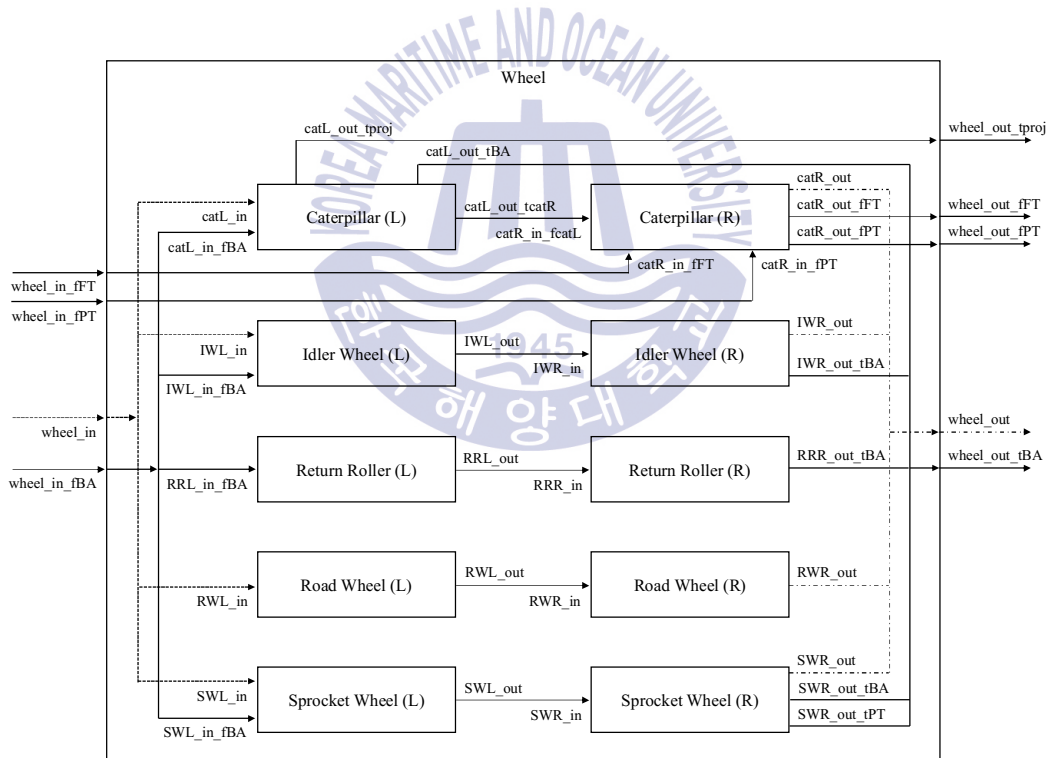 KOREA MARITIME AND OCEAN UNIVERSITY
Wheel
catL_out_tproj
wheel_out_tproj
catL_out_tBA
catR_out
Caterpillar (L)
catL_out_tcatR
catR_in_fcatL
Caterpillar (R)
catR_out_fFT
wheel_out_fFT
catL_in
catR_out_fPT
wheel_out_fPT
catL_in_fBA
catR_in_fFT
catR_in_fPT
wheel_in_fFT
wheel_in_fPT
IWL_in
Idler Wheel (L)
IWL_out
1945
IWR_in
Idler Wheel (R)
IWR_out
IWR_out_tBA
IWL_in_fBA
한국해양대학교
wheel_in
wheel_out
wheel_in_fBA
RRL_in_fBA
Return Roller (L)
RRL_out
RRR_in
Return Roller (R)
RRR_out_tBA
wheel_out_tBA
RWL_in
Road Wheel (L)
RWL_out
RWR_in
Road Wheel (R)
RWR_out
SWL_in
SWL_in_fBA
Sprocket Wheel (L)
SWL_out
SWR_in
Sprocket Wheel (R)
SWR_out
SWR_out_tBA
SWR_out_tPT